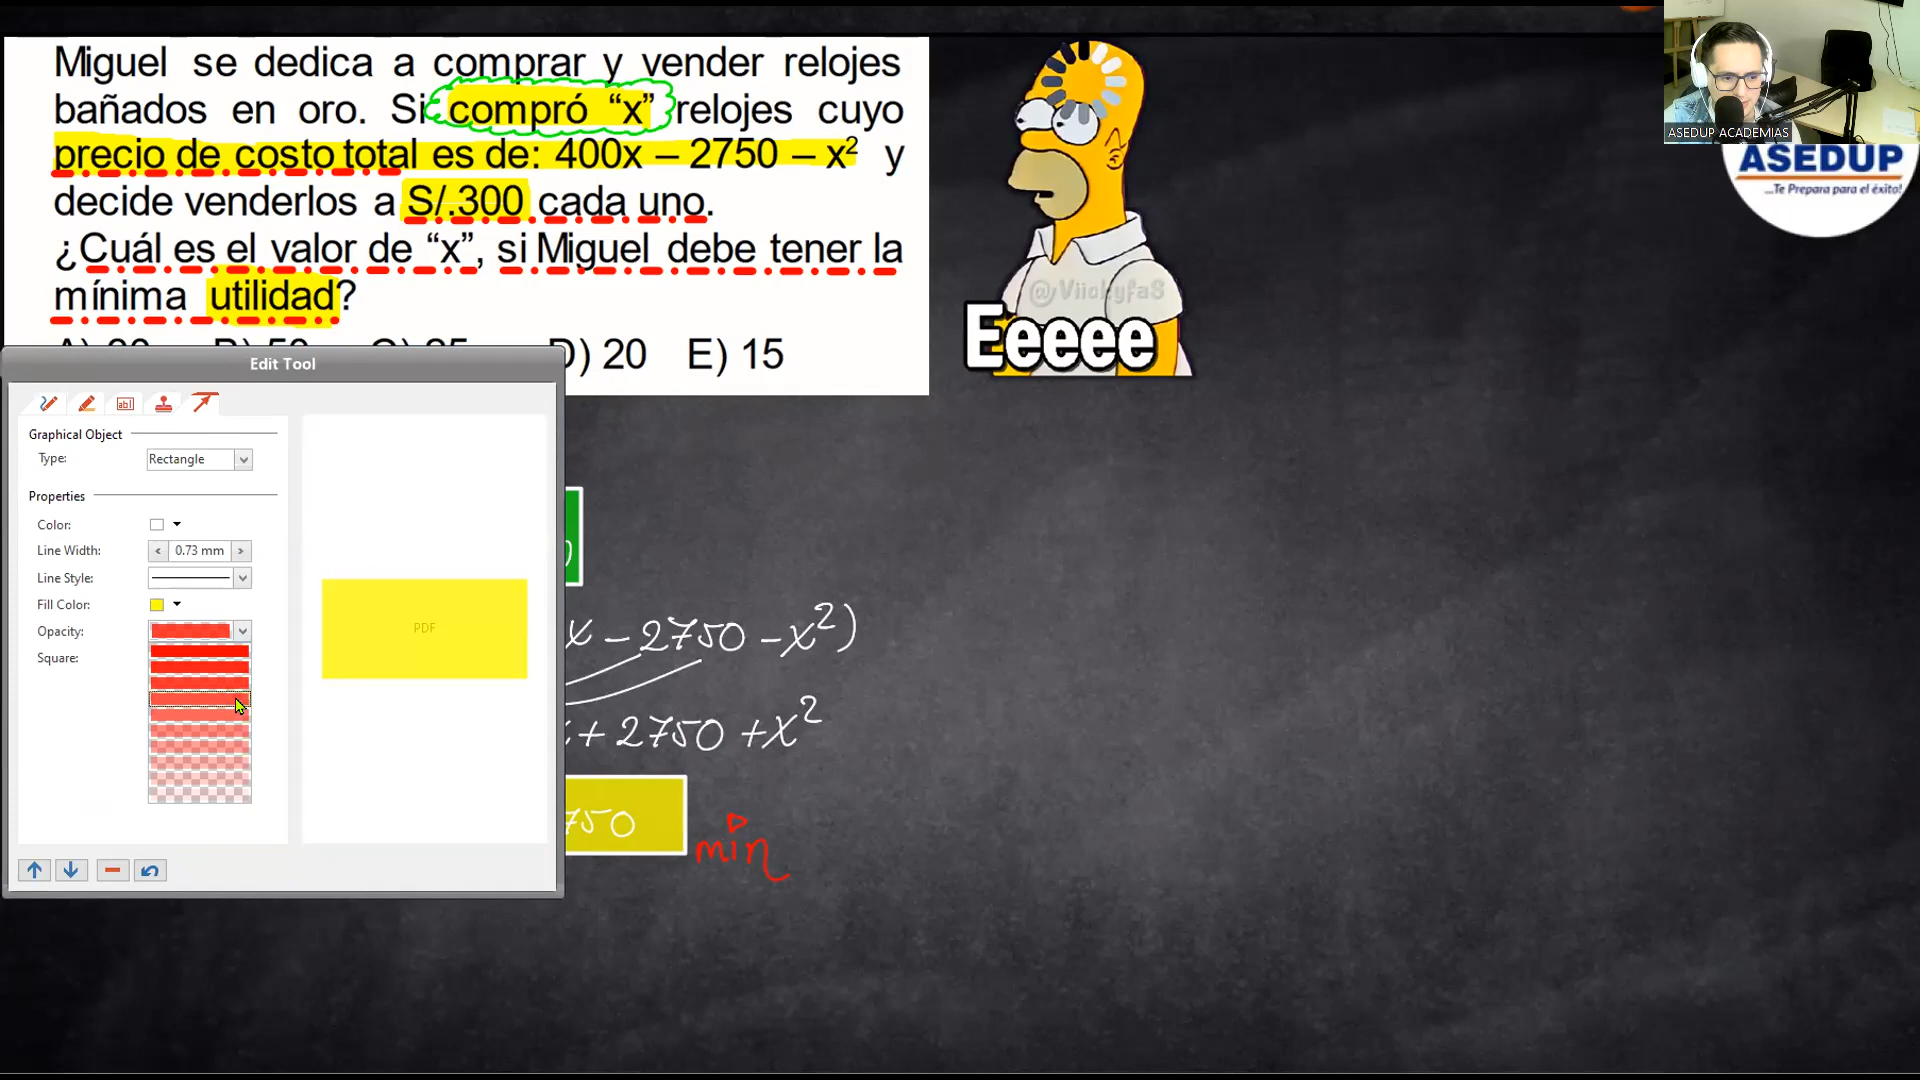 Miguel se dedica a comprar y vender relojes
bañados en oro. Si compró “x” relojes cuyo
precio de costo total es de: 400x – 2750 – x²  y
decide venderlos a S/.300 cada uno.
¿Cuál es el valor de “x”, si Miguel debe tener la
mínima utilidad?
D) 20 E) 15
@Viickyfas
Eeeee
ASEDUP ACADEMIAS
ASEDUP
...Te Prepara para el éxito!
Edit Tool
Graphical Object
Type: Rectangle
Properties
Color:
Line Width: < 0.73 mm >
Line Style:
Fill Color:
Opacity:
Square:
PDF
x – 2750 – x²)
+ 2750 + x²
750
min